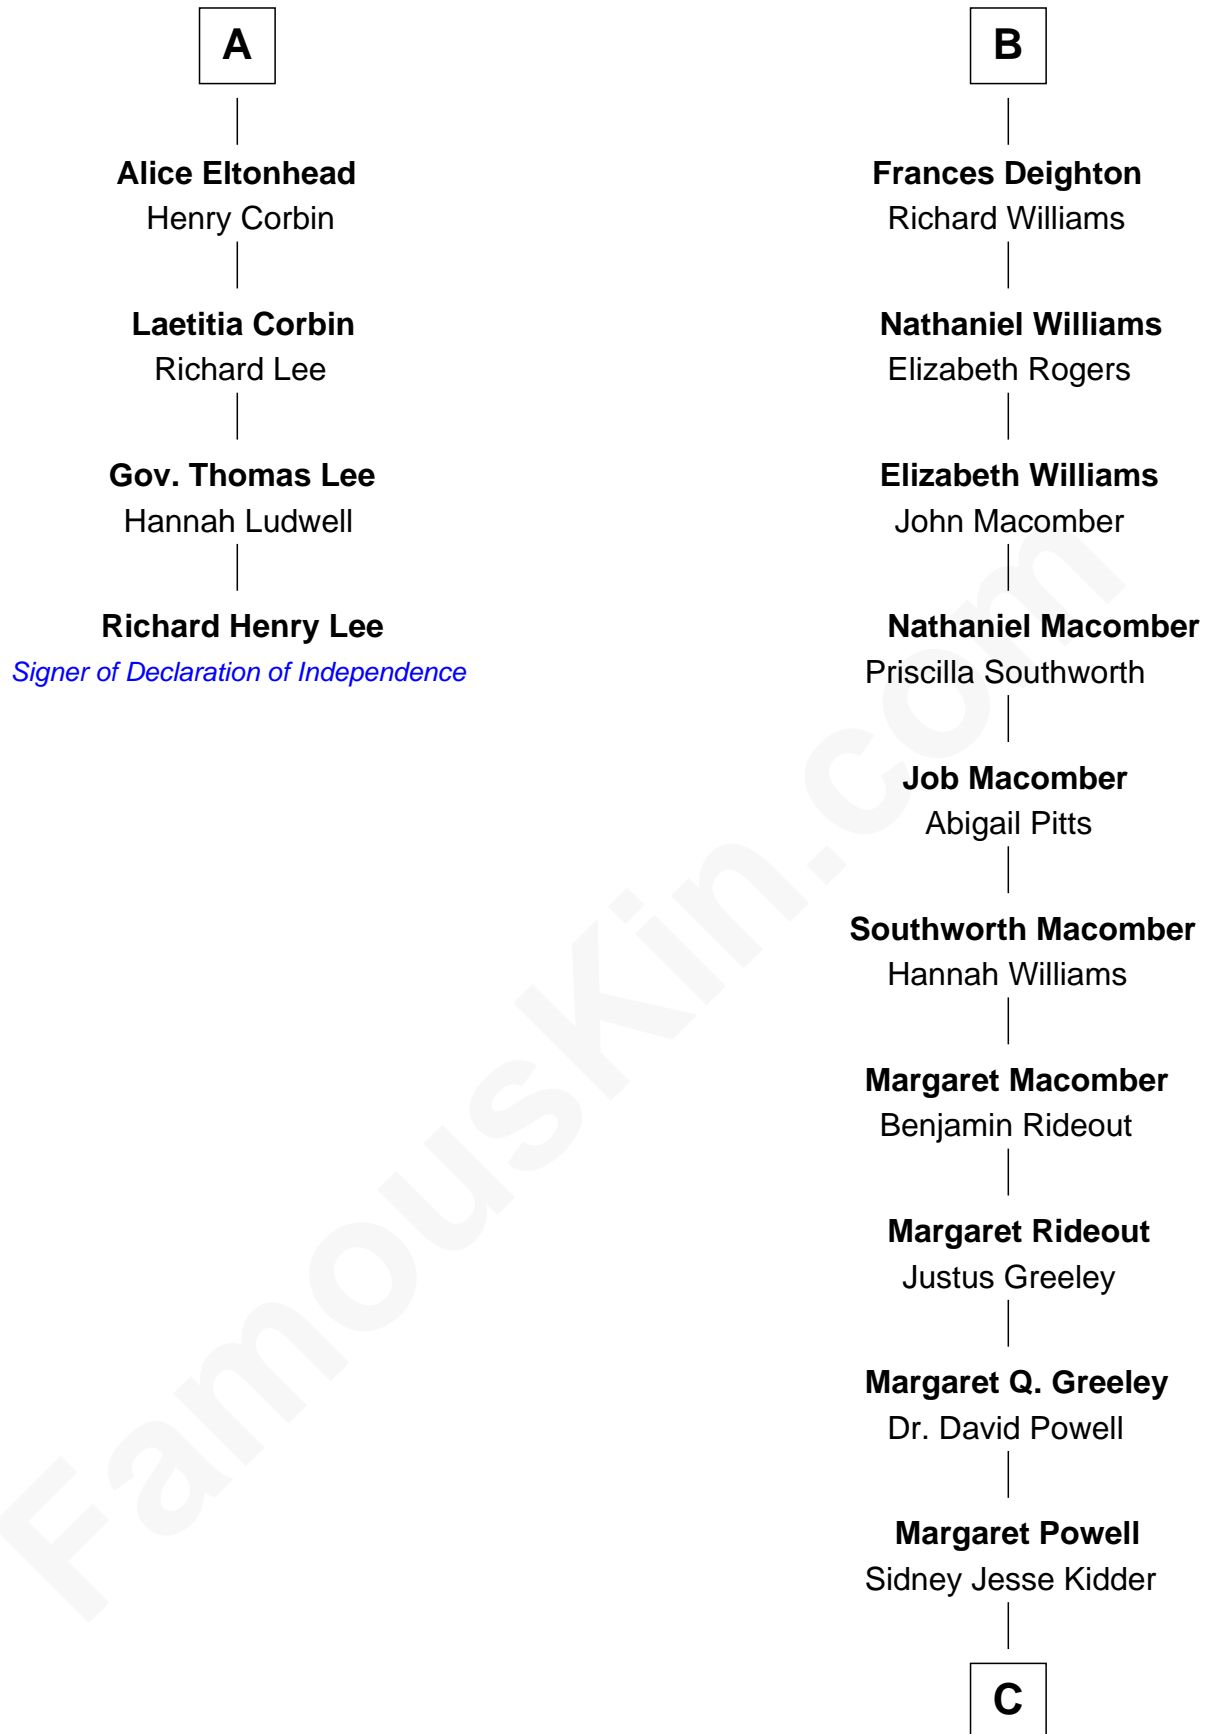 A
Alice Eltonhead
Henry Corbin
Laetitia Corbin
Richard Lee
Gov. Thomas Lee
Hannah Ludwell
Richard Henry Lee
Signer of Declaration of Independence
B
Frances Deighton
Richard Williams
Nathaniel Williams
Elizabeth Rogers
Elizabeth Williams
John Macomber
Nathaniel Macomber
Priscilla Southworth
Job Macomber
Abigail Pitts
Southworth Macomber
Hannah Williams
Margaret Macomber
Benjamin Rideout
Margaret Rideout
Justus Greeley
Margaret Q. Greeley
Dr. David Powell
Margaret Powell
Sidney Jesse Kidder
C
FamousKin.com